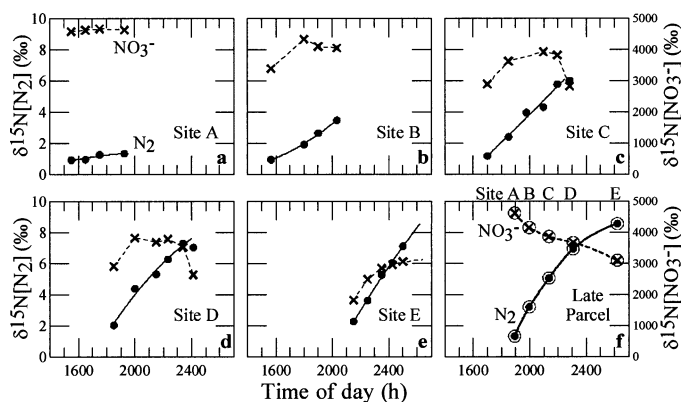 10
8
6
4
2
0
δ15N[N2] (‰)
NO3-
N2
Site A
a
Site B
b
Site C
c
5000
4000
3000
2000
1000
0
δ15N[NO3-] (‰)
10
8
6
4
2
0
δ15N[N2] (‰)
Site D
d
Site E
e
Site A B C D E
NO3-
N2
Late
Parcel
f
5000
4000
3000
2000
1000
0
δ15N[NO3-] (‰)
1600 2000 2400 1600 2000 2400 1600 2000 2400
Time of day (h)